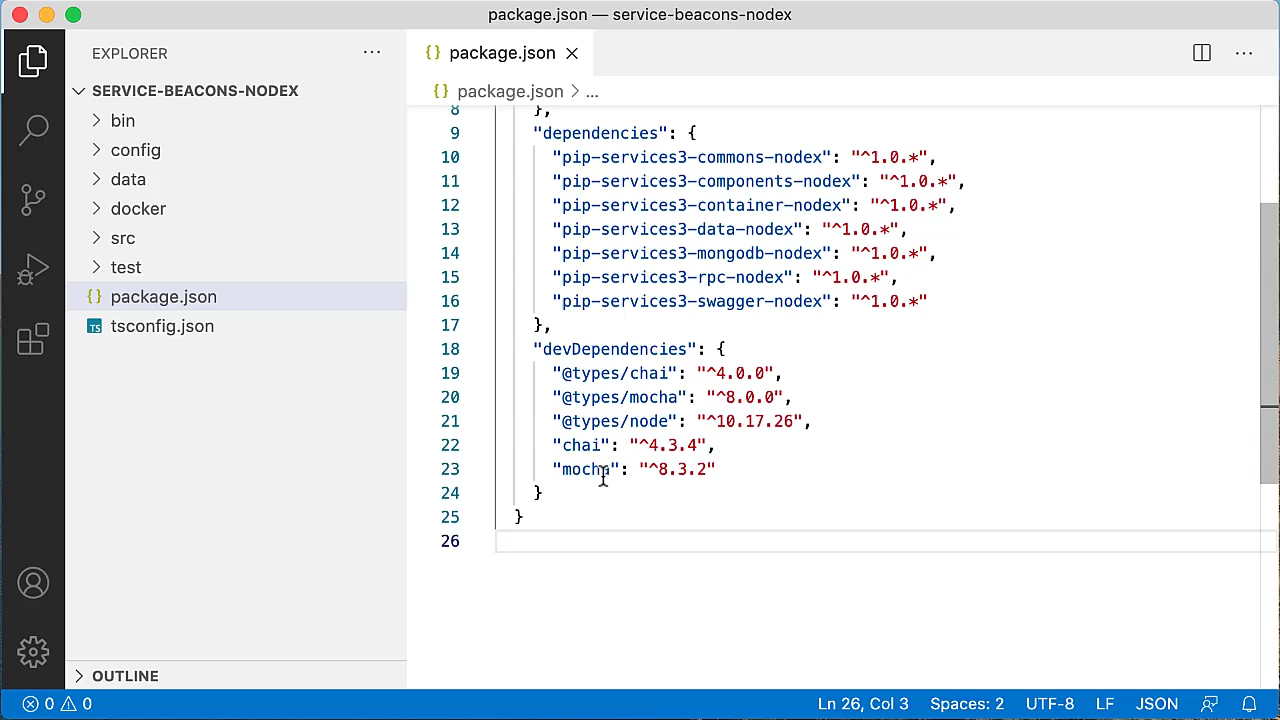 package.json — service-beacons-nodex
EXPLORER
···
SERVICE-BEACONS-NODEX
bin
config
data
docker
src
test
{} package.json
TS tsconfig.json
OUTLINE
{} package.json
···
{} package.json > ...
8 },
9 "dependencies": {
10 "pip-services3-commons-nodex": "^1.0.*",
11 "pip-services3-components-nodex": "^1.0.*",
12 "pip-services3-container-nodex": "^1.0.*",
13 "pip-services3-data-nodex": "^1.0.*",
14 "pip-services3-mongodb-nodex": "^1.0.*",
15 "pip-services3-rpc-nodex": "^1.0.*",
16 "pip-services3-swagger-nodex": "^1.0.*"
17 },
18 "devDependencies": {
19 "@types/chai": "^4.0.0",
20 "@types/mocha": "^8.0.0",
21 "@types/node": "^10.17.26",
22 "chai": "^4.3.4",
23 "mocha": "^8.3.2"
24 }
25 }
26
0 0 Ln 26, Col 3 Spaces: 2 UTF-8 LF JSON